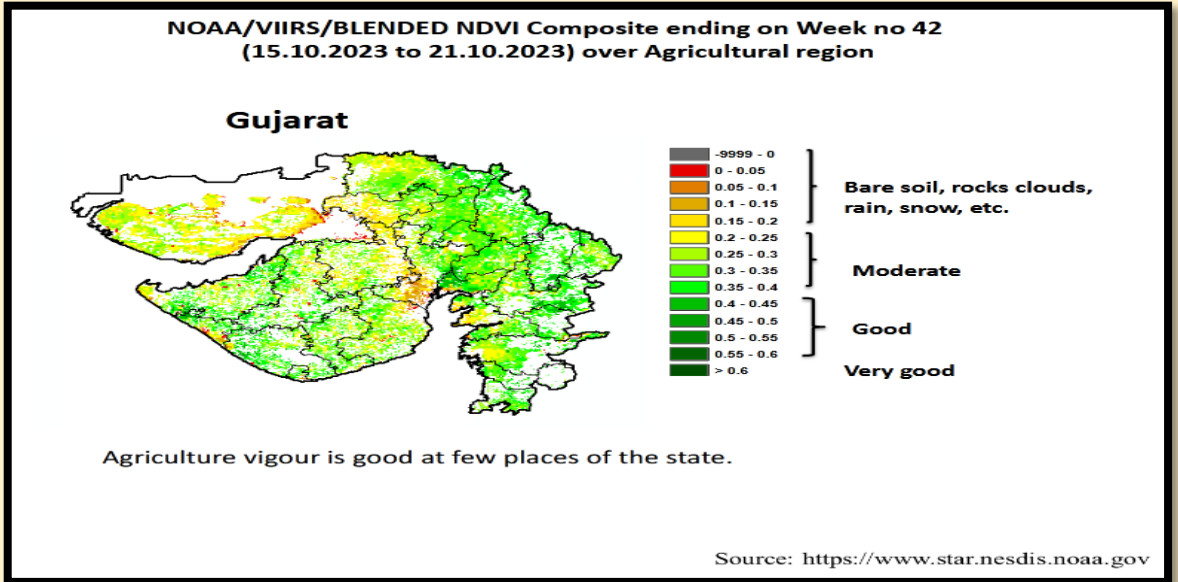 NOAA/VIIRS/BLENDED NDVI Composite ending on Week no 42
(15.10.2023 to 21.10.2023) over Agricultural region
Gujarat
-9999 - 0
0 - 0.05
0.05 - 0.1
0.1 - 0.15
0.15 - 0.2
0.2 - 0.25
0.25 - 0.3
0.3 - 0.35
0.35 - 0.4
0.4 - 0.45
0.45 - 0.5
0.5 - 0.55
0.55 - 0.6
> 0.6
Bare soil, rocks clouds,
rain, snow, etc.
Moderate
Good
Very good
Agriculture vigour is good at few places of the state.
Source: https://www.star.nesdis.noaa.gov